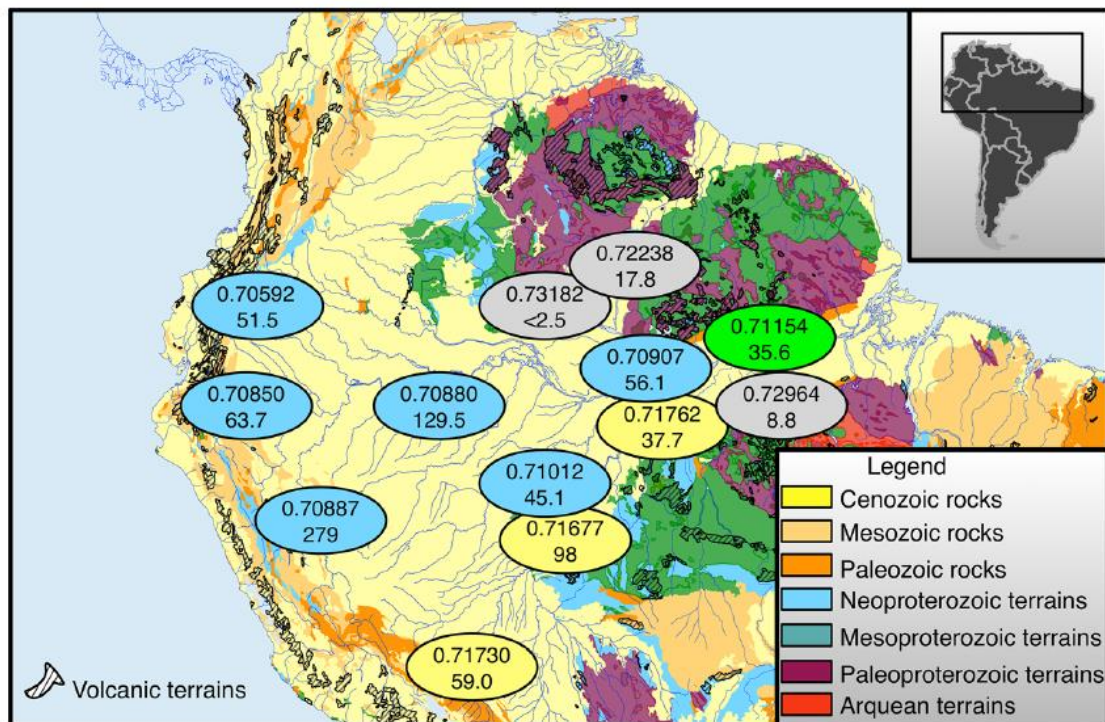 0.72238
17.8
0.73182
<2.5
0.70592
51.5
0.71154
35.6
0.70907
56.1
0.70850
63.7
0.70880
129.5
0.72964
8.8
0.71762
37.7
0.71012
45.1
0.70887
279
0.71677
98
0.71730
59.0
Volcanic terrains
Legend
Cenozoic rocks
Mesozoic rocks
Paleozoic rocks
Neoproterozoic terrains
Mesoproterozoic terrains
Paleoproterozoic terrains
Arquean terrains